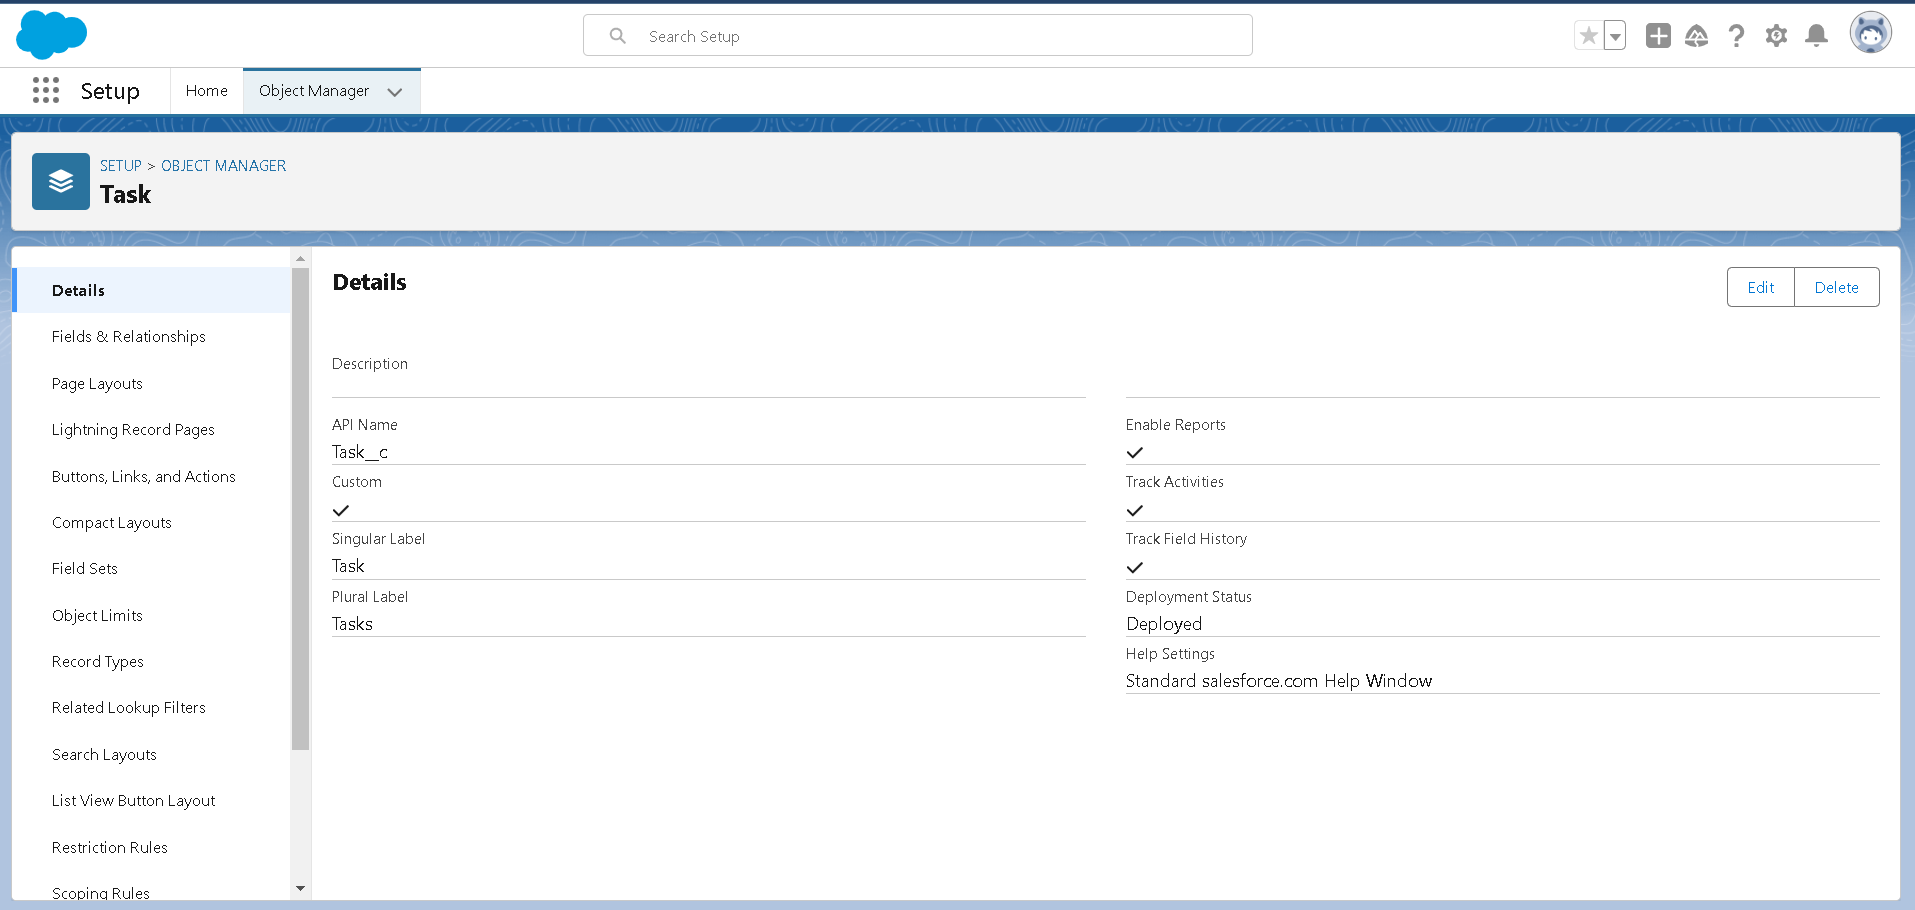 Search Setup
Setup
Home
Object Manager
SETUP > OBJECT MANAGER
Task
Details
Fields & Relationships
Page Layouts
Lightning Record Pages
Buttons, Links, and Actions
Compact Layouts
Field Sets
Object Limits
Record Types
Related Lookup Filters
Search Layouts
List View Button Layout
Restriction Rules
Scoping Rules
Details
Edit
Delete
Description
API Name
Task__c
Custom
Singular Label
Task
Plural Label
Tasks
Enable Reports
Track Activities
Track Field History
Deployment Status
Deployed
Help Settings
Standard salesforce.com Help Window